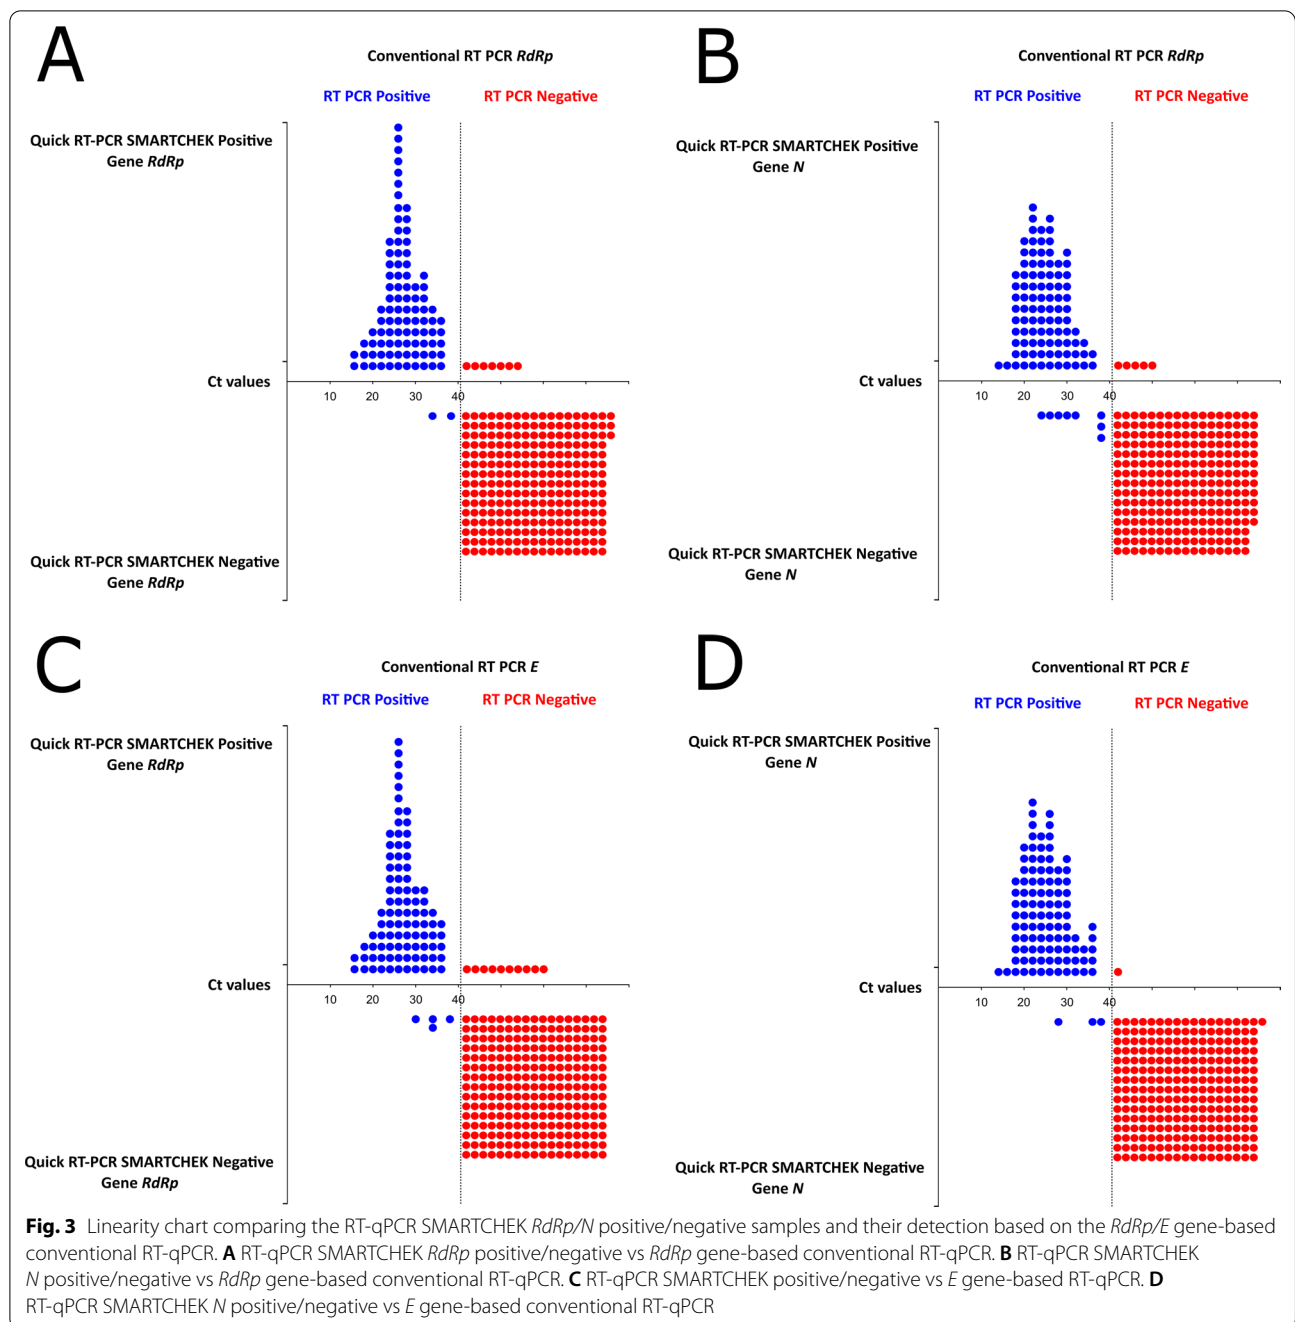 A
Conventional RT PCR RdRp
RT PCR Positive RT PCR Negative
Quick RT-PCR SMARTCHEK Positive
Gene RdRp
Ct values
10 20 30 40
Quick RT-PCR SMARTCHEK Negative
Gene RdRp
B
Conventional RT PCR RdRp
RT PCR Positive RT PCR Negative
Quick RT-PCR SMARTCHEK Positive
Gene N
Ct values
10 20 30 40
Quick RT-PCR SMARTCHEK Negative
Gene N
C
Conventional RT PCR E
RT PCR Positive RT PCR Negative
Quick RT-PCR SMARTCHEK Positive
Gene RdRp
Ct values
10 20 30 40
Quick RT-PCR SMARTCHEK Negative
Gene RdRp
D
Conventional RT PCR E
RT PCR Positive RT PCR Negative
Quick RT-PCR SMARTCHEK Positive
Gene N
Ct values
10 20 30 40
Quick RT-PCR SMARTCHEK Negative
Gene N
Fig. 3 Linearity chart comparing the RT-qPCR SMARTCHEK RdRp/N positive/negative samples and their detection based on the RdRp/E gene-based
conventional RT-qPCR. A RT-qPCR SMARTCHEK RdRp positive/negative vs RdRp gene-based conventional RT-qPCR. B RT-qPCR SMARTCHEK
N positive/negative vs RdRp gene-based conventional RT-qPCR. C RT-qPCR SMARTCHEK positive/negative vs E gene-based RT-qPCR. D
RT-qPCR SMARTCHEK N positive/negative vs E gene-based conventional RT-qPCR